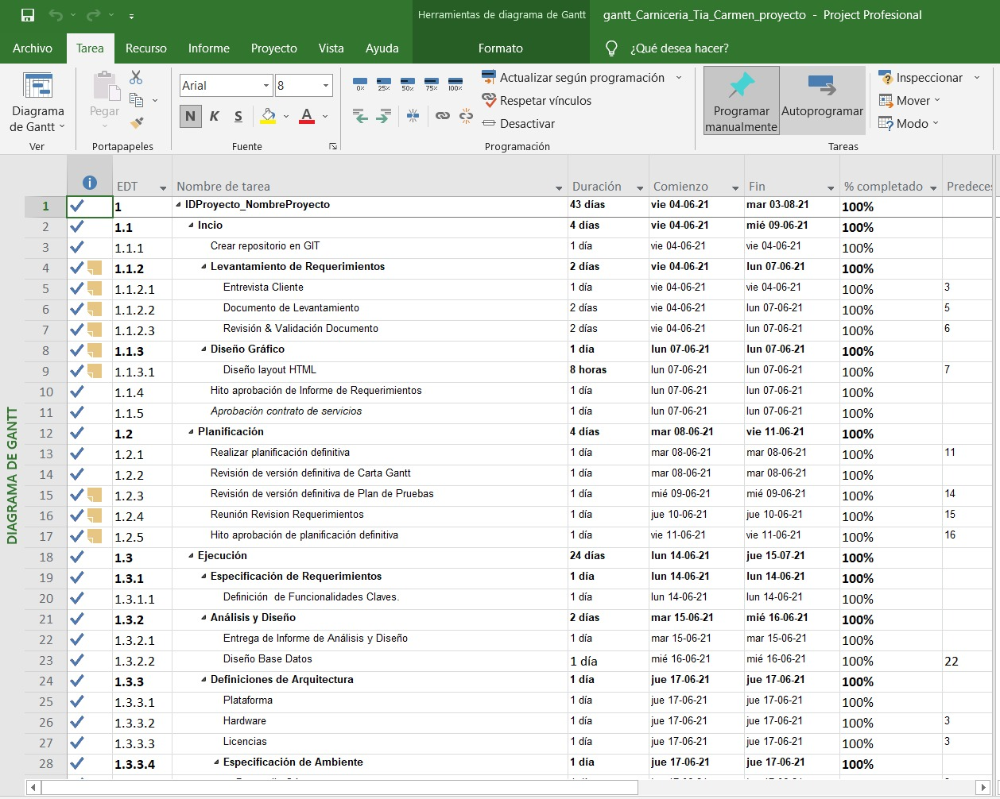 Herramientas de diagrama de Gantt
gantt_Carniceria_Tia_Carmen_proyecto - Project Profesional
Archivo Tarea Recurso Informe Proyecto Vista Ayuda Formato ¿Qué desea hacer?
Diagrama de Gantt
Ver
Pegar
Portapapeles
Arial 8
N K S A
Fuente
0% 25% 50% 75% 100%
Actualizar según programación
Respetar vínculos
Desactivar
Programación
Programar manualmente
Autoprogramar
Inspeccionar
Mover
Modo
Tareas
DIAGRAMA DE GANTT
EDT Nombre de tarea Duración Comienzo Fin % completado Predeces
1 1 IDProyecto_NombreProyecto 43 días vie 04-06-21 mar 03-08-21 100%
2 1.1 Incio 4 días vie 04-06-21 mié 09-06-21 100%
3 1.1.1 Crear repositorio en GIT 1 día vie 04-06-21 vie 04-06-21 100%
4 1.1.2 Levantamiento de Requerimientos 2 días vie 04-06-21 lun 07-06-21 100%
5 1.1.2.1 Entrevista Cliente 1 día vie 04-06-21 vie 04-06-21 100% 3
6 1.1.2.2 Documento de Levantamiento 2 días vie 04-06-21 lun 07-06-21 100% 5
7 1.1.2.3 Revisión & Validación Documento 2 días vie 04-06-21 lun 07-06-21 100% 6
8 1.1.3 Diseño Gráfico 1 día lun 07-06-21 lun 07-06-21 100%
9 1.1.3.1 Diseño layout HTML 8 horas lun 07-06-21 lun 07-06-21 100% 7
10 1.1.4 Hito aprobación de Informe de Requerimientos 1 día lun 07-06-21 lun 07-06-21 100%
11 1.1.5 Aprobación contrato de servicios 1 día lun 07-06-21 lun 07-06-21 100%
12 1.2 Planificación 4 días mar 08-06-21 vie 11-06-21 100%
13 1.2.1 Realizar planificación definitiva 1 día mar 08-06-21 mar 08-06-21 100% 11
14 1.2.2 Revisión de versión definitiva de Carta Gantt 1 día mar 08-06-21 mar 08-06-21 100%
15 1.2.3 Revisión de versión definitiva de Plan de Pruebas 1 día mié 09-06-21 mié 09-06-21 100% 14
16 1.2.4 Reunión Revision Requerimientos 1 día jue 10-06-21 jue 10-06-21 100% 15
17 1.2.5 Hito aprobación de planificación definitiva 1 día vie 11-06-21 vie 11-06-21 100% 16
18 1.3 Ejecución 24 días lun 14-06-21 jue 15-07-21 100%
19 1.3.1 Especificación de Requerimientos 1 día lun 14-06-21 lun 14-06-21 100%
20 1.3.1.1 Definición de Funcionalidades Claves. 1 día lun 14-06-21 lun 14-06-21 100%
21 1.3.2 Análisis y Diseño 2 días mar 15-06-21 mié 16-06-21 100%
22 1.3.2.1 Entrega de Informe de Análisis y Diseño 1 día mar 15-06-21 mar 15-06-21 100%
23 1.3.2.2 Diseño Base Datos 1 día mié 16-06-21 mié 16-06-21 100% 22
24 1.3.3 Definiciones de Arquitectura 1 día jue 17-06-21 jue 17-06-21 100%
25 1.3.3.1 Plataforma 1 día jue 17-06-21 jue 17-06-21 100%
26 1.3.3.2 Hardware 1 día jue 17-06-21 jue 17-06-21 100% 3
27 1.3.3.3 Licencias 1 día jue 17-06-21 jue 17-06-21 100% 3
28 1.3.3.4 Especificación de Ambiente 1 día jue 17-06-21 jue 17-06-21 100%